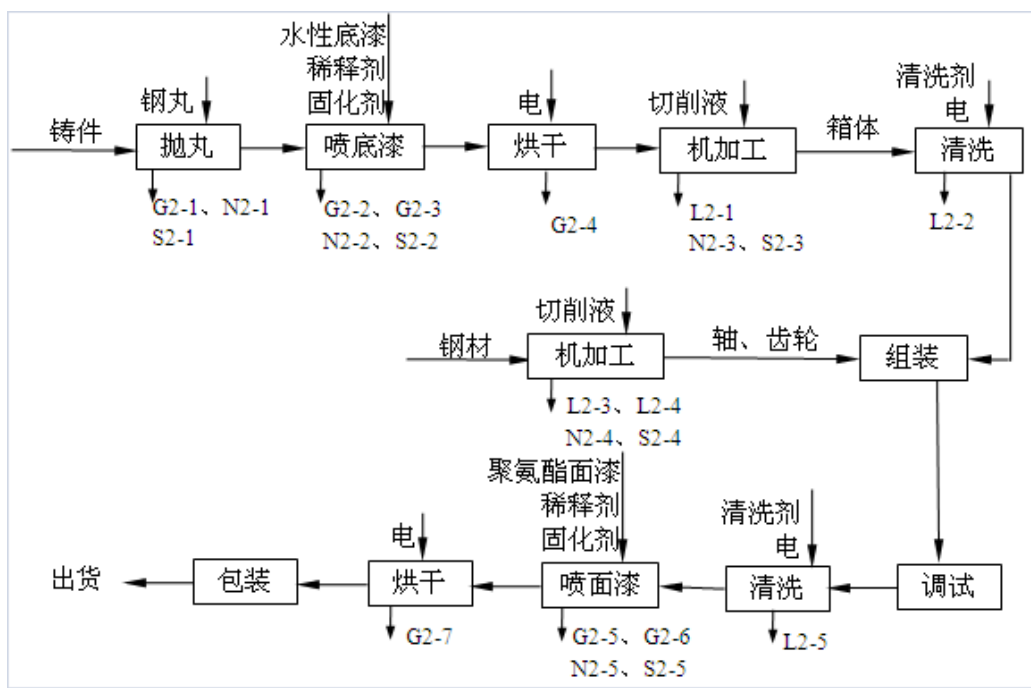 水性底漆
稀释剂
固化剂
钢丸
电
切削液
清洗剂
电
铸件
抛丸
喷底漆
烘干
机加工
箱体
清洗
G2-1、N2-1
S2-1
G2-2、G2-3
N2-2、S2-2
G2-4
L2-1
N2-3、S2-3
L2-2
切削液
钢材
机加工
轴、齿轮
组装
L2-3、L2-4
N2-4、S2-4
聚氨酯面漆
稀释剂
固化剂
清洗剂
电
电
出货
包装
烘干
喷面漆
清洗
调试
G2-7
G2-5、G2-6
N2-5、S2-5
L2-5